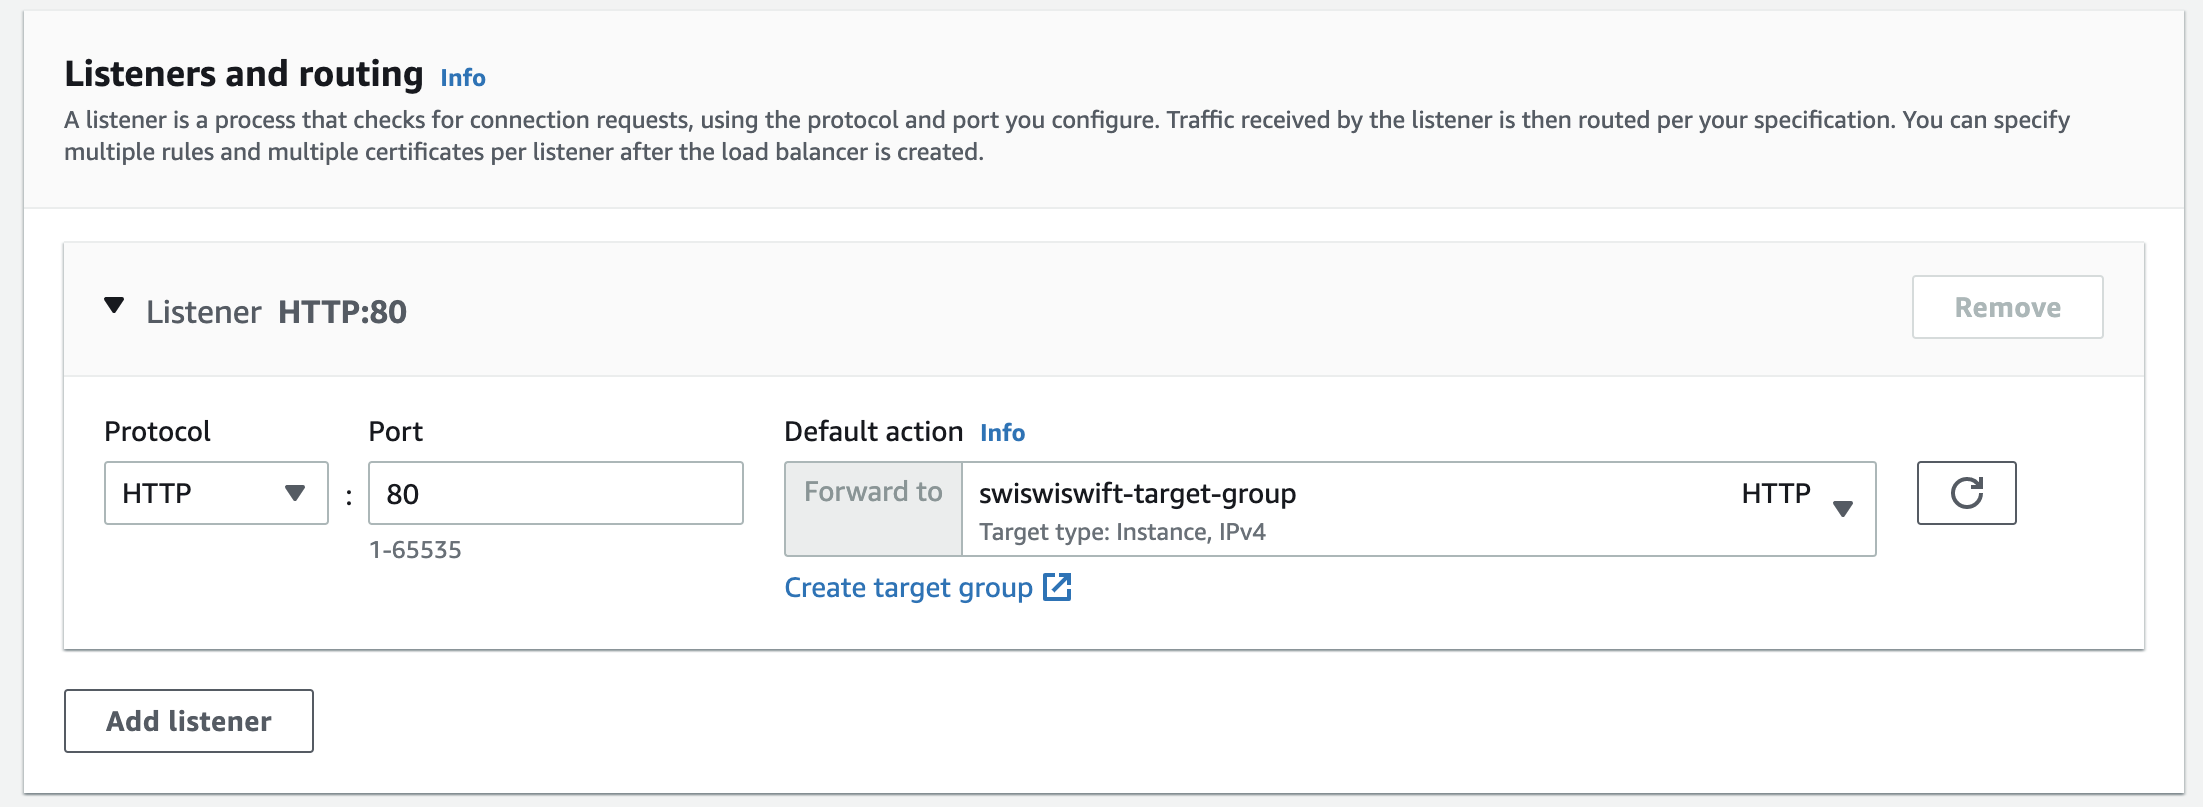 Listeners and routing Info
A listener is a process that checks for connection requests, using the protocol and port you configure. Traffic received by the listener is then routed per your specification. You can specify
multiple rules and multiple certificates per listener after the load balancer is created.
Listener HTTP:80
Remove
Protocol
Port
Default action Info
HTTP
:
80
Forward to
swiswiswift-target-group
HTTP
Target type: Instance, IPv4
1-65535
Create target group
Add listener